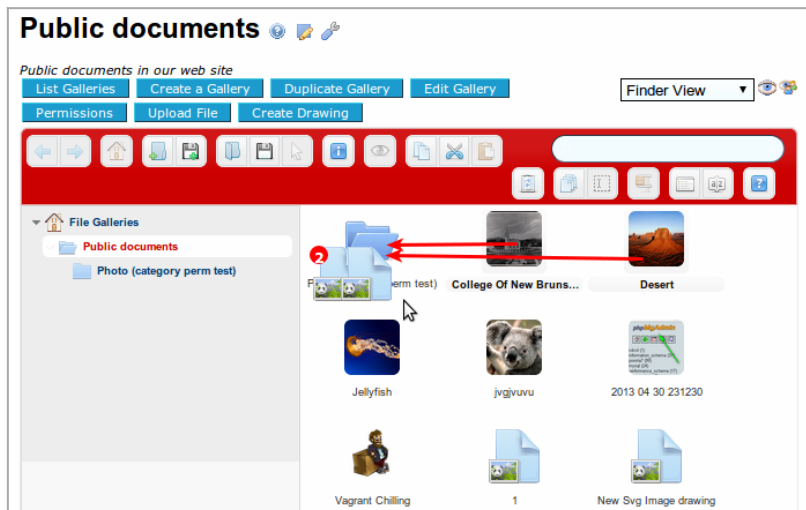 Public documents
Public documents in our web site
List Galleries Create a Gallery Duplicate Gallery Edit Gallery
Finder View
Permissions Upload File Create Drawing
File Galleries
Public documents
Photo (category perm test)
2
P erm test) College Of New Bruns... Desert
phpMyAdmin
Jellyfish jvgjvuvu 2013 04 30 231230
Vagrant Chilling 1 New Svg Image drawing